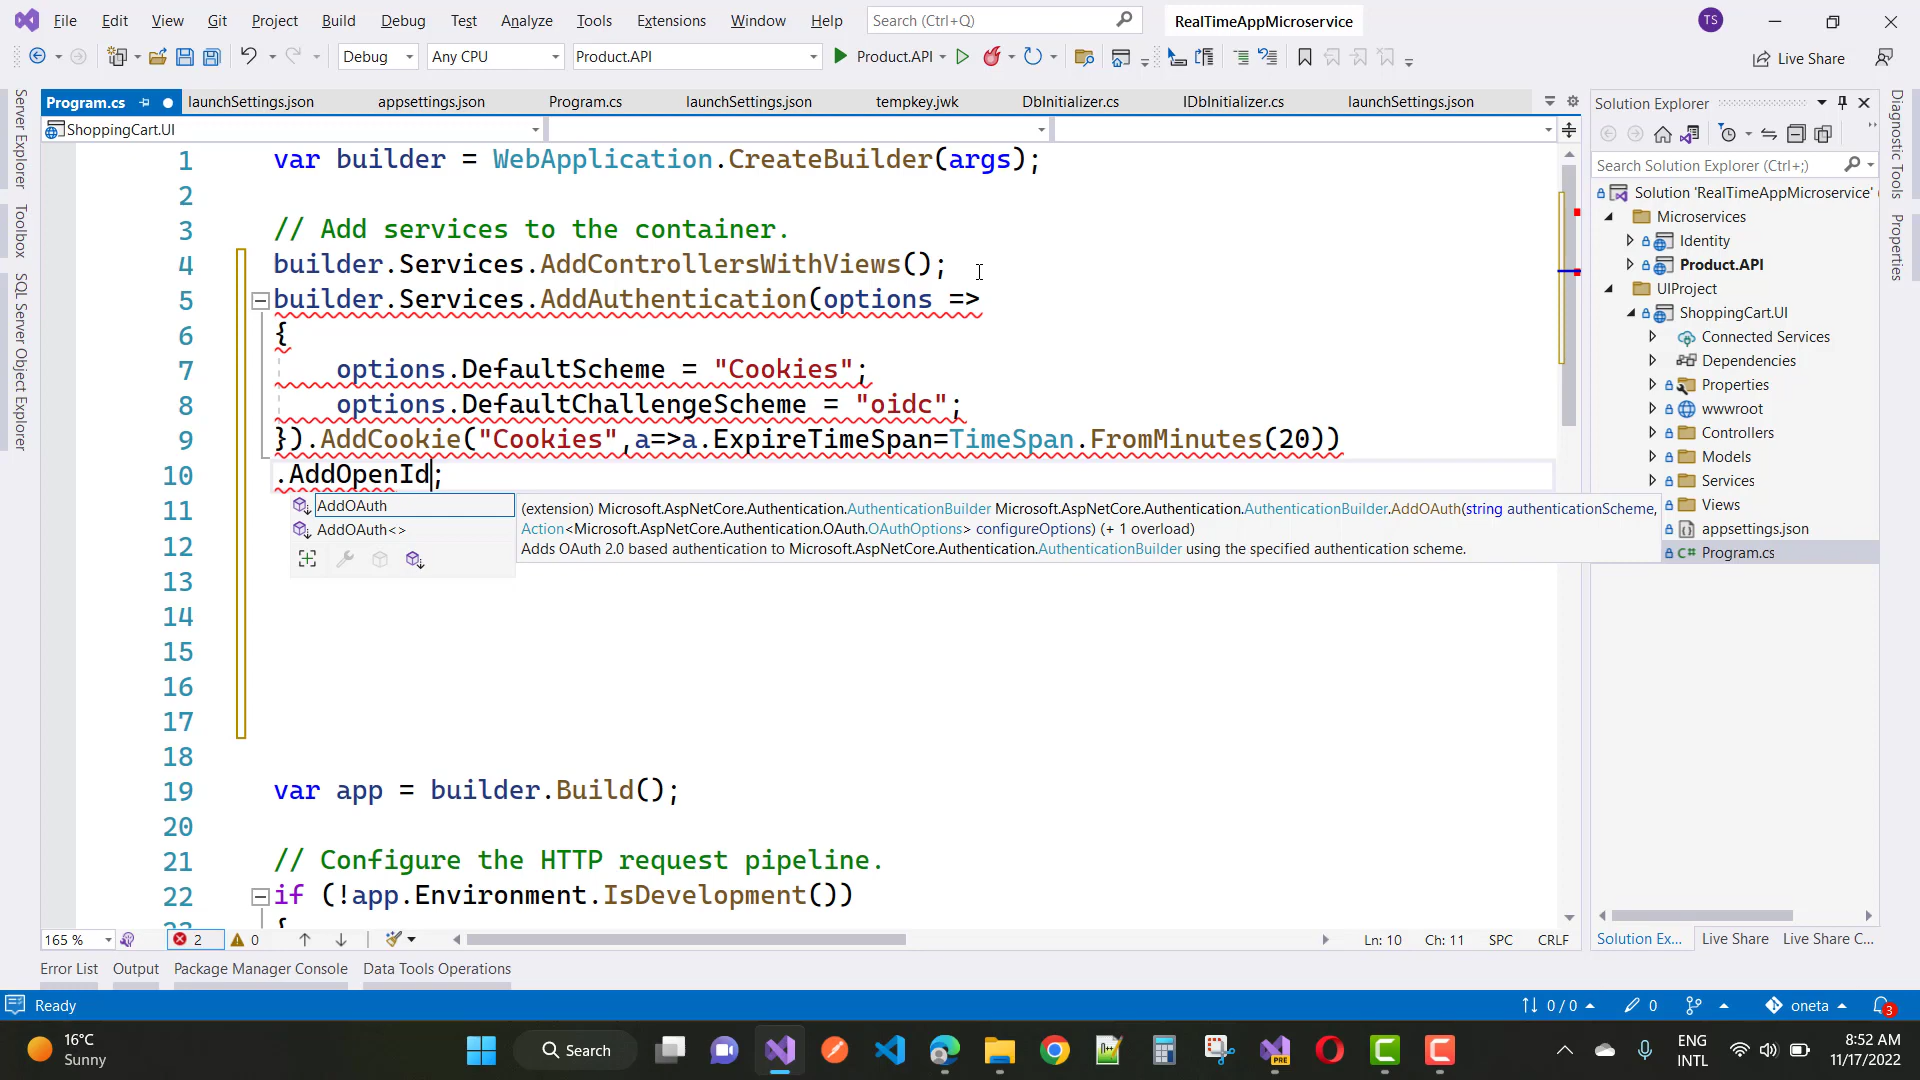 File Edit View Git Project Build Debug Test Analyze Tools Extensions Window Help Search (Ctrl+Q) RealTimeAppMicroservice TS
Debug Any CPU Product.API Product.API Live Share
Program.cs launchSettings.json appsettings.json Program.cs launchSettings.json tempkey.jwk DbInitializer.cs IDbInitializer.cs launchSettings.json
ShoppingCart.UI
Server Explorer
Toolbox
SQL Server Object Explorer
1 var builder = WebApplication.CreateBuilder(args);
2
3 // Add services to the container.
4 builder.Services.AddControllersWithViews();
5 builder.Services.AddAuthentication(options =>
6 {
7 options.DefaultScheme = "Cookies";
8 options.DefaultChallengeScheme = "oidc";
9 }).AddCookie("Cookies",a=>a.ExpireTimeSpan=TimeSpan.FromMinutes(20))
10 .AddOpenId;
11
12
13
14
15
16
17
18
19 var app = builder.Build();
20
21 // Configure the HTTP request pipeline.
22 if (!app.Environment.IsDevelopment())
23 {
AddOAuth
AddOAuth<>
(extension) Microsoft.AspNetCore.Authentication.AuthenticationBuilder Microsoft.AspNetCore.Authentication.AuthenticationBuilder.AddOAuth(string authenticationScheme,
Action<Microsoft.AspNetCore.Authentication.OAuth.OAuthOptions> configureOptions) (+ 1 overload)
Adds OAuth 2.0 based authentication to Microsoft.AspNetCore.Authentication.AuthenticationBuilder using the specified authentication scheme.
Solution Explorer
Search Solution Explorer (Ctrl+;)
Solution 'RealTimeAppMicroservice' (
Microservices
Identity
Product.API
UIProject
ShoppingCart.UI
Connected Services
Dependencies
Properties
wwwroot
Controllers
Models
Services
Views
appsettings.json
C# Program.cs
Diagnostic Tools
Properties
165 % 2 0 Ln: 10 Ch: 11 SPC CRLF
Solution Ex... Live Share Live Share C...
Error List Output Package Manager Console Data Tools Operations
Ready 0 / 0 0 oneta 3
16°C
Sunny
Search
PRE
ENG
INTL
8:52 AM
11/17/2022